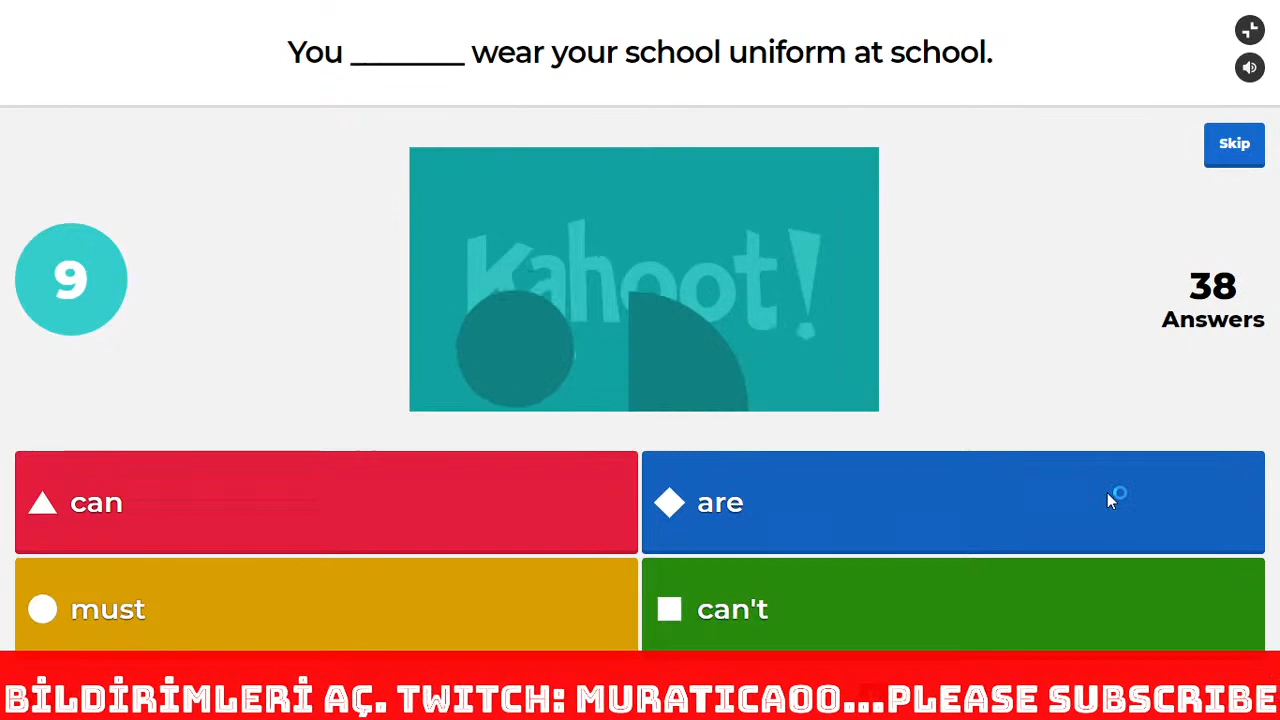 You ________ wear your school uniform at school.
Skip
Kahoot!
9
38
Answers
can
are
must
can't
BİLDİRİMLERİ AÇ. TWITCH: MURATICA00...PLEASE SUBSCRIBE